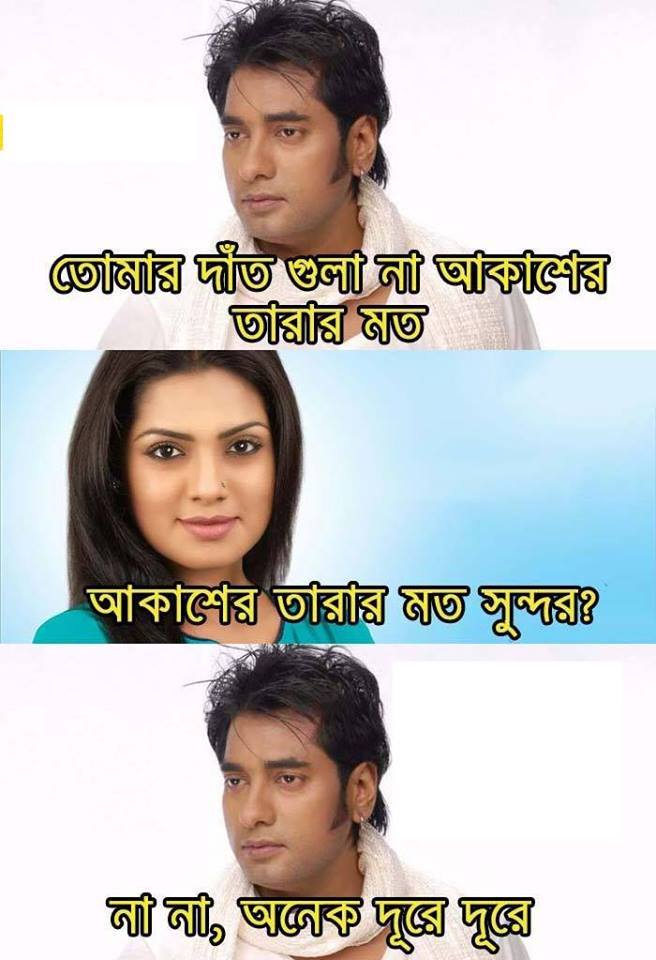 তোমার দাঁত গুলা না আকাশের
তারার মত
আকাশের তারার মত সুন্দর?
না না, অনেক দূরে দূরে